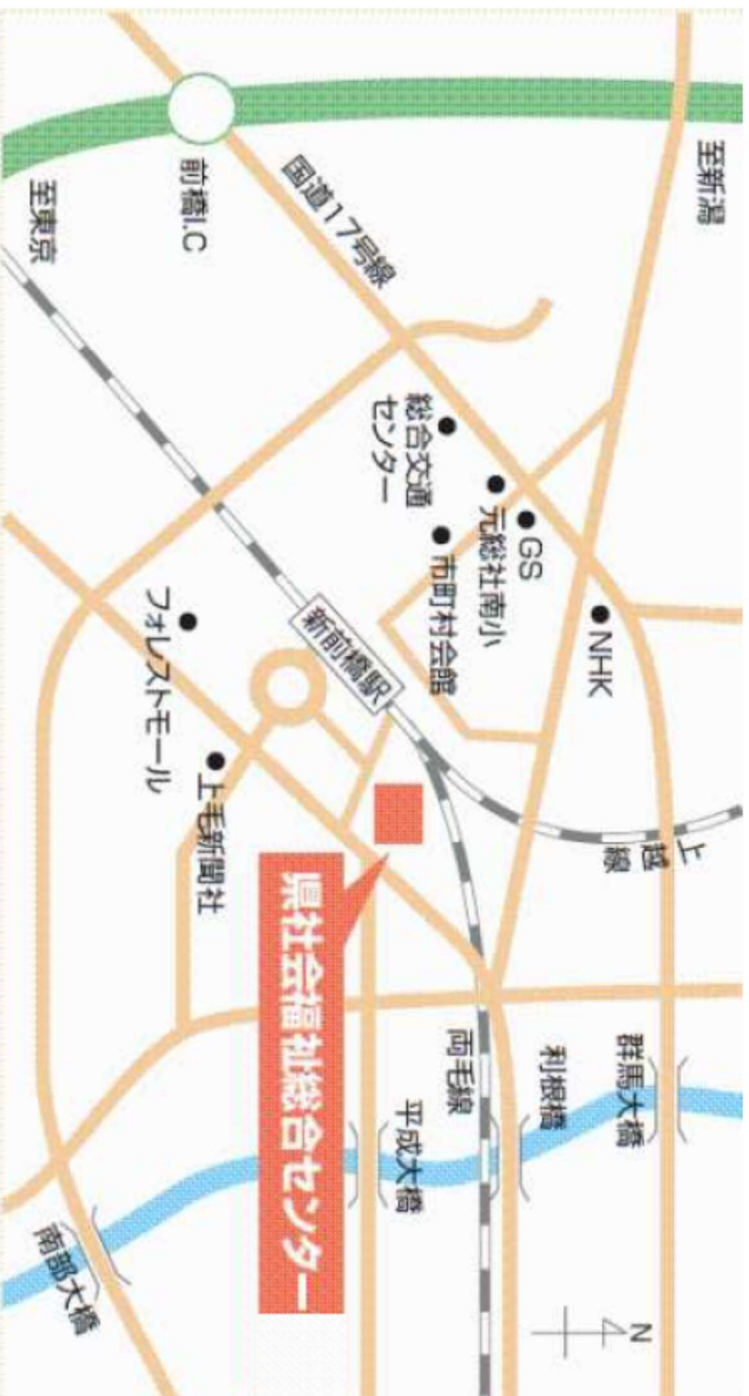 至新潟
国道17号線
前橋I.C
至東京
NHK
GS
元総社南小
総合交通
センター
市町村会館
新前橋駅
フォレストモール
上毛新聞社
上越線
県社会福祉総合センター
群馬大橋
利根橋
両毛線
平成大橋
南部大橋
N